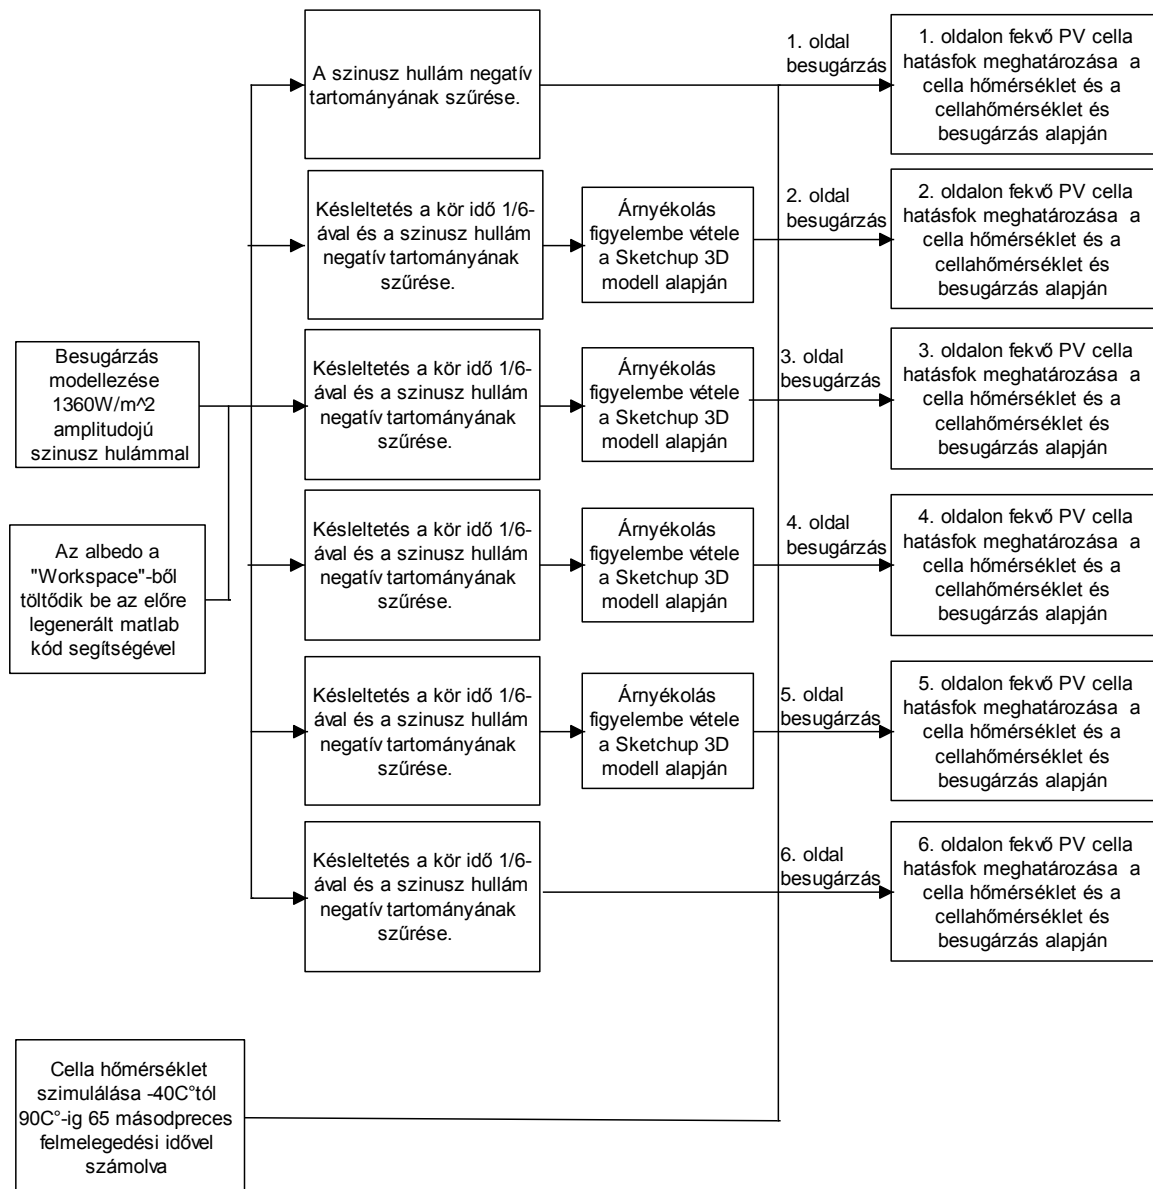 Besugárzás
modellezése
1360W/m^2
amplitudojú
szinusz hulámmal
Az albedo a
"Workspace"-ből
töltődik be az előre
legenerált matlab
kód segítségével
A szinusz hullám negatív
tartományának szűrése.
1. oldal
besugárzás
1. oldalon fekvő PV cella
hatásfok meghatározása a
cella hőmérséklet és a
cellahőmérséklet és
besugárzás alapján
Késleltetés a kör idő 1/6-
ával és a szinusz hullám
negatív tartományának
szűrése.
Árnyékolás
figyelembe vétele
a Sketchup 3D
modell alapján
2. oldal
besugárzás
2. oldalon fekvő PV cella
hatásfok meghatározása a
cella hőmérséklet és a
cellahőmérséklet és
besugárzás alapján
Késleltetés a kör idő 1/6-
ával és a szinusz hullám
negatív tartományának
szűrése.
Árnyékolás
figyelembe vétele
a Sketchup 3D
modell alapján
3. oldal
besugárzás
3. oldalon fekvő PV cella
hatásfok meghatározása a
cella hőmérséklet és a
cellahőmérséklet és
besugárzás alapján
Késleltetés a kör idő 1/6-
ával és a szinusz hullám
negatív tartományának
szűrése.
Árnyékolás
figyelembe vétele
a Sketchup 3D
modell alapján
4. oldal
besugárzás
4. oldalon fekvő PV cella
hatásfok meghatározása a
cella hőmérséklet és a
cellahőmérséklet és
besugárzás alapján
Késleltetés a kör idő 1/6-
ával és a szinusz hullám
negatív tartományának
szűrése.
Árnyékolás
figyelembe vétele
a Sketchup 3D
modell alapján
5. oldal
besugárzás
5. oldalon fekvő PV cella
hatásfok meghatározása a
cella hőmérséklet és a
cellahőmérséklet és
besugárzás alapján
Késleltetés a kör idő 1/6-
ával és a szinusz hullám
negatív tartományának
szűrése.
6. oldal
besugárzás
6. oldalon fekvő PV cella
hatásfok meghatározása a
cella hőmérséklet és a
cellahőmérséklet és
besugárzás alapján
Cella hőmérséklet
szimulálása -40C°tól
90C°-ig 65 másodpreces
felmelegedési idővel
számolva